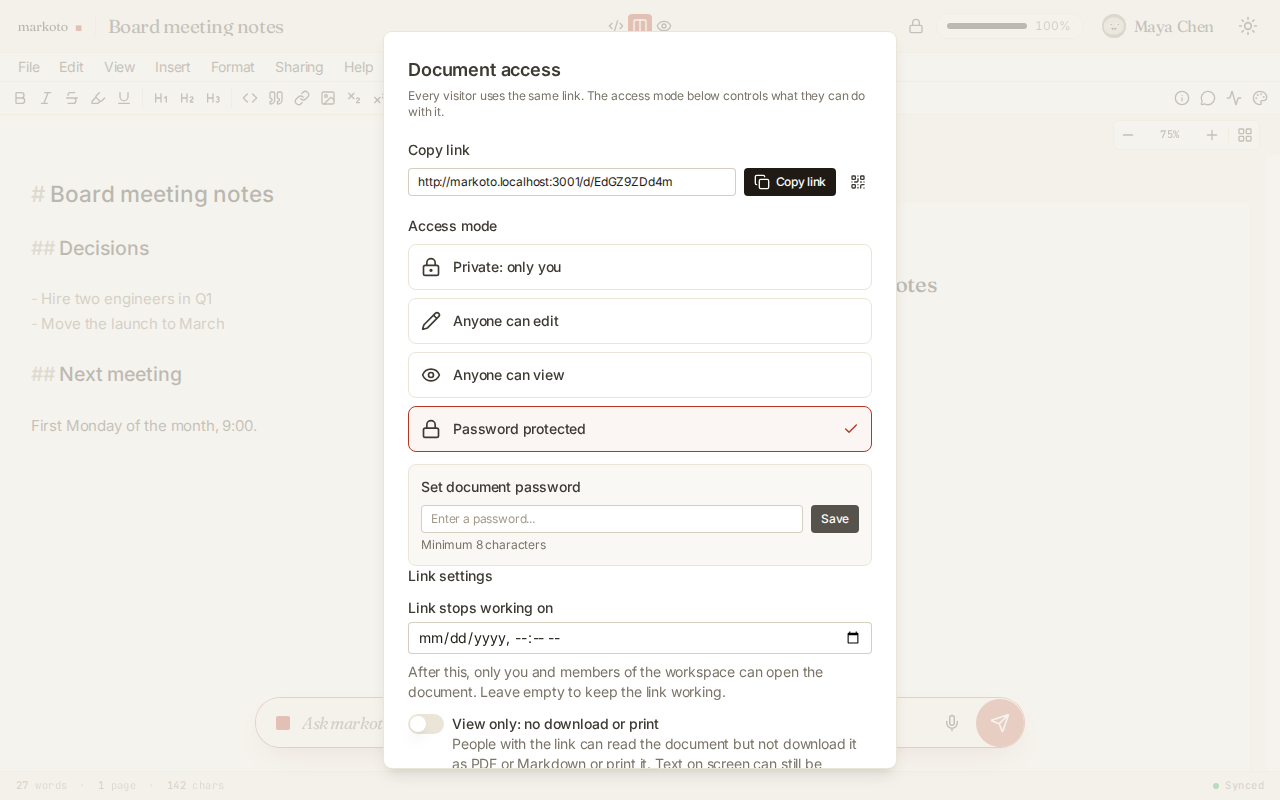 markoto
Board meeting notes
100%
Maya Chen
File Edit View Insert Format Sharing Help
H1 H2 H3
75%
# Board meeting notes
## Decisions
- Hire two engineers in Q1
- Move the launch to March
## Next meeting
First Monday of the month, 9:00.
otes
Document access
Every visitor uses the same link. The access mode below controls what they can do
with it.
Copy link
http://markoto.localhost:3001/d/EdGZ9ZDd4m
Copy link
Access mode
Private: only you
Anyone can edit
Anyone can view
Password protected
Set document password
Enter a password...
Save
Minimum 8 characters
Link settings
Link stops working on
mm/dd/yyyy, --:-- --
After this, only you and members of the workspace can open the
document. Leave empty to keep the link working.
View only: no download or print
People with the link can read the document but not download it
as PDF or Markdown or print it. Text on screen can still be
Ask markot
27 words · 1 page · 142 chars
Synced